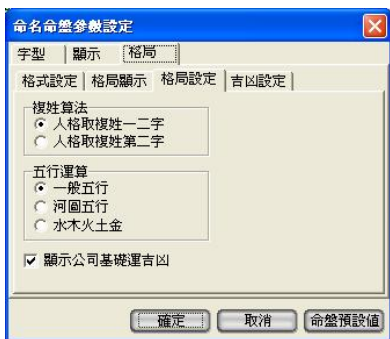 命名命盤參數設定
字型 顯示 格局
格式設定 格局顯示 格局設定 吉凶設定
複姓算法
人格取複姓一二字
人格取複姓第二字
五行運算
一般五行
河圖五行
水木火土金
顯示公司基礎運吉凶
確定 取消 命盤預設值